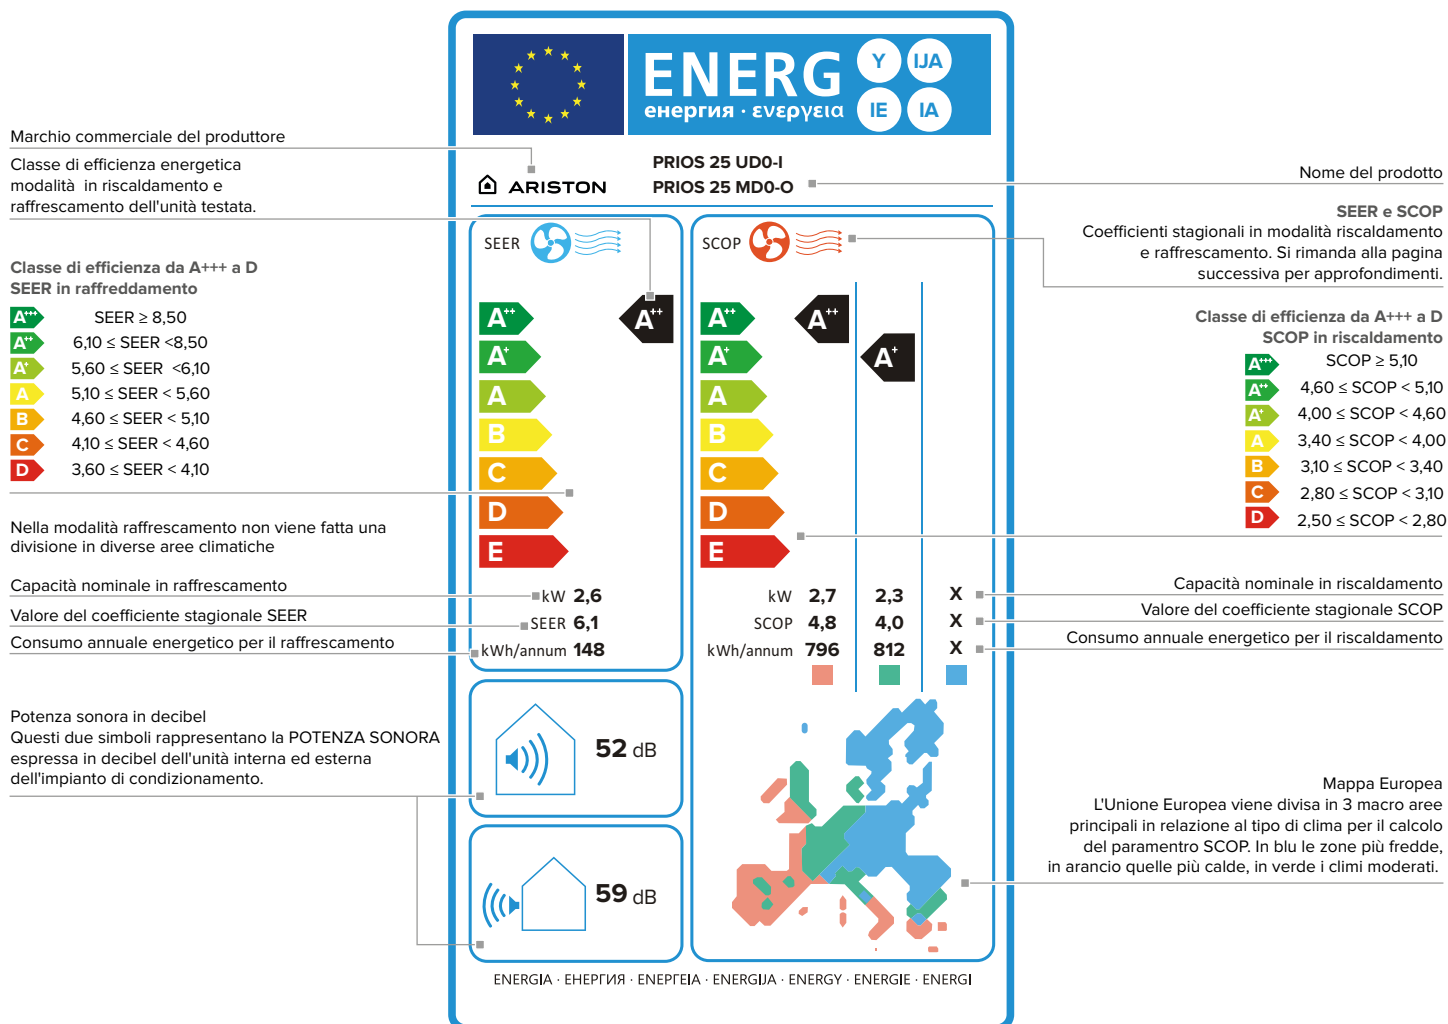 ENERG
енергия · ενεργεια
Y
IJA
IE
IA
Marchio commerciale del produttore
Classe di efficienza energetica
modalità in riscaldamento e
raffrescamento dell'unità testata.
ARISTON
PRIOS 25 UD0-I
PRIOS 25 MD0-O
Nome del prodotto
SEER e SCOP
Coefficienti stagionali in modalità riscaldamento
e raffrescamento. Si rimanda alla pagina
successiva per approfondimenti.
Classe di efficienza da A+++ a D
SEER in raffreddamento
A+++ SEER ≥ 8,50
A++ 6,10 ≤ SEER <8,50
A+ 5,60 ≤ SEER <6,10
A 5,10 ≤ SEER < 5,60
B 4,60 ≤ SEER < 5,10
C 4,10 ≤ SEER < 4,60
D 3,60 ≤ SEER < 4,10
Nella modalità raffrescamento non viene fatta una
divisione in diverse aree climatiche
Capacità nominale in raffrescamento
Valore del coefficiente stagionale SEER
Consumo annuale energetico per il raffrescamento
Potenza sonora in decibel
Questi due simboli rappresentano la POTENZA SONORA
espressa in decibel dell'unità interna ed esterna
dell'impianto di condizionamento.
SEER
A++
A++
A+
A
B
C
D
E
kW 2,6
SEER 6,1
kWh/annum 148
52 dB
59 dB
SCOP
A++
A++
A+
A+
A
B
C
D
E
kW 2,7 2,3 X
SCOP 4,8 4,0 X
kWh/annum 796 812 X
Classe di efficienza da A+++ a D
SCOP in riscaldamento
A+++ SCOP ≥ 5,10
A++ 4,60 ≤ SCOP < 5,10
A+ 4,00 ≤ SCOP < 4,60
A 3,40 ≤ SCOP < 4,00
B 3,10 ≤ SCOP < 3,40
C 2,80 ≤ SCOP < 3,10
D 2,50 ≤ SCOP < 2,80
Capacità nominale in riscaldamento
Valore del coefficiente stagionale SCOP
Consumo annuale energetico per il riscaldamento
Mappa Europea
L'Unione Europea viene divisa in 3 macro aree
principali in relazione al tipo di clima per il calcolo
del paramentro SCOP. In blu le zone più fredde,
in arancio quelle più calde, in verde i climi moderati.
ENERGIA · ЕНЕРГИЯ · ΕΝΕΡΓΕΙΑ · ENERGIJA · ENERGY · ENERGIE · ENERGI